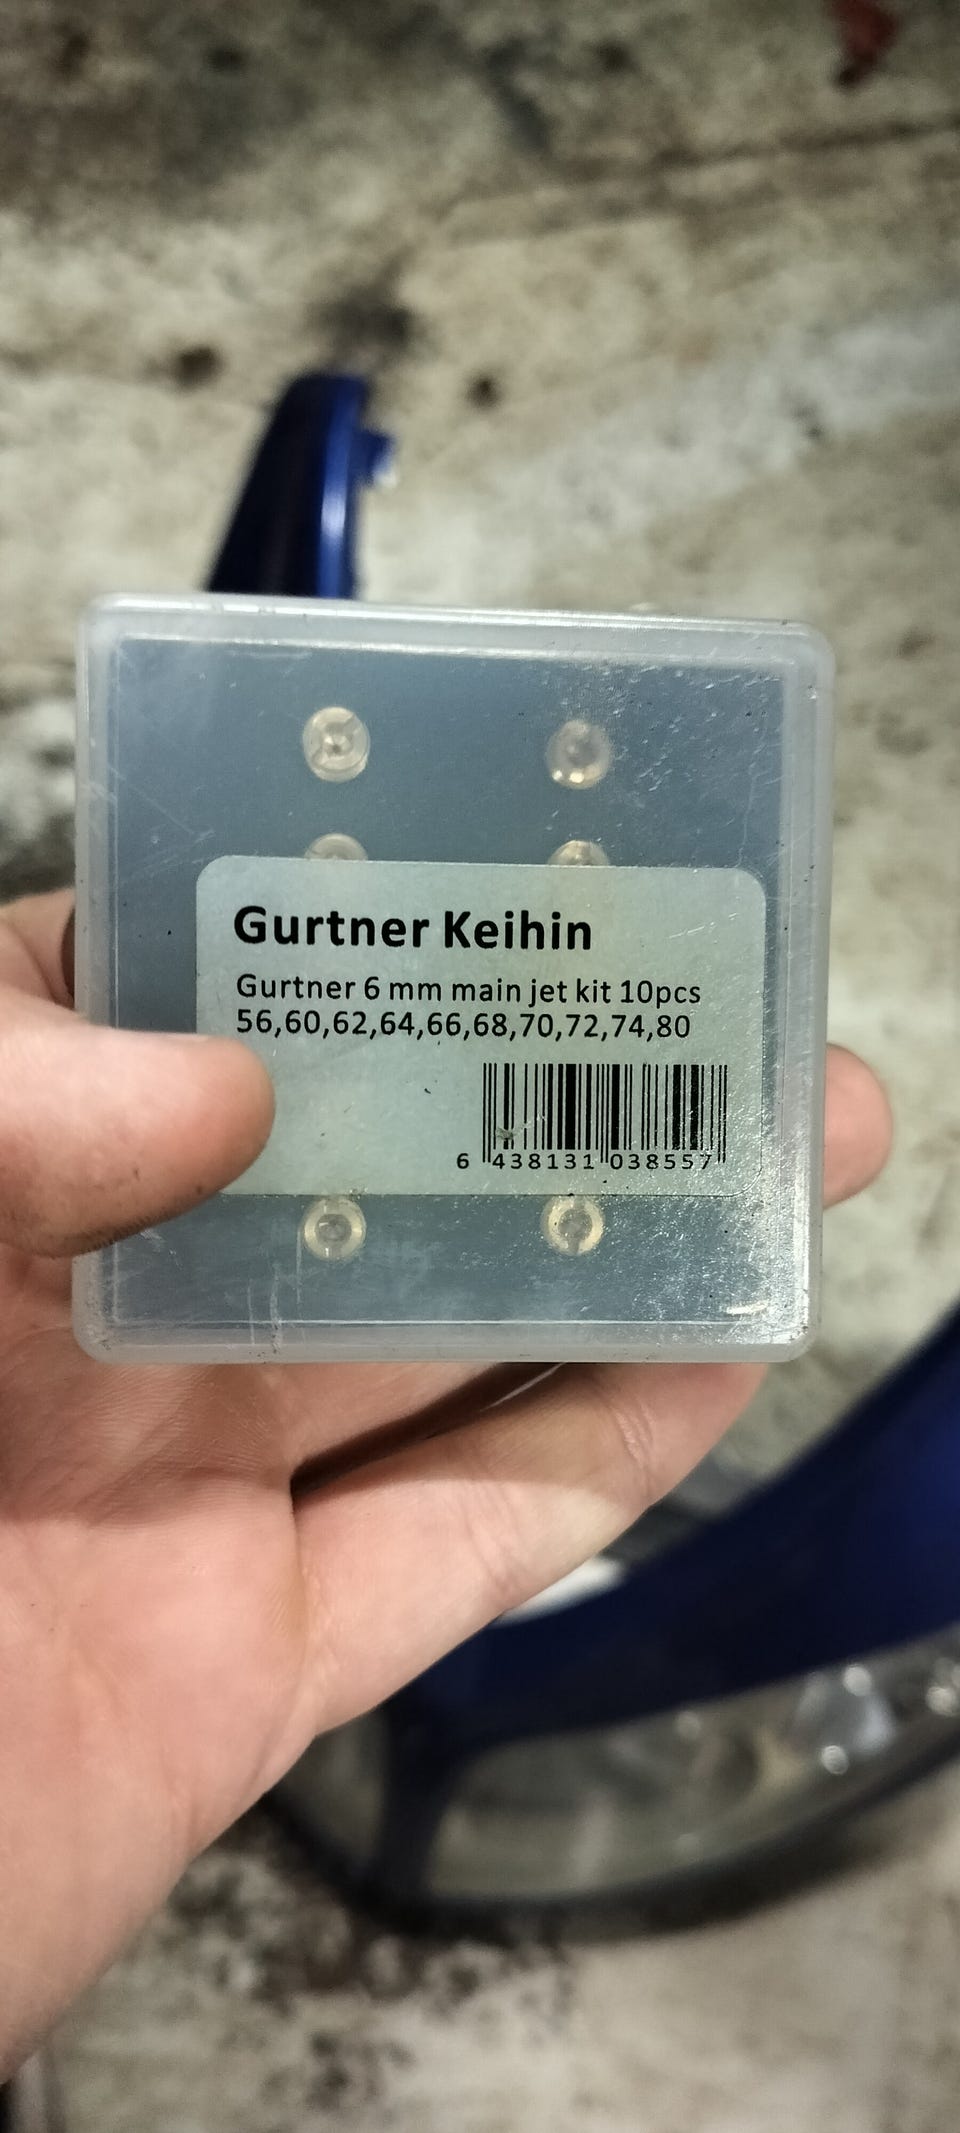 Gurtner Keihin
Gurtner 6 mm main jet kit 10pcs
56,60,62,64,66,68,70,72,74,80
6 438131 038557